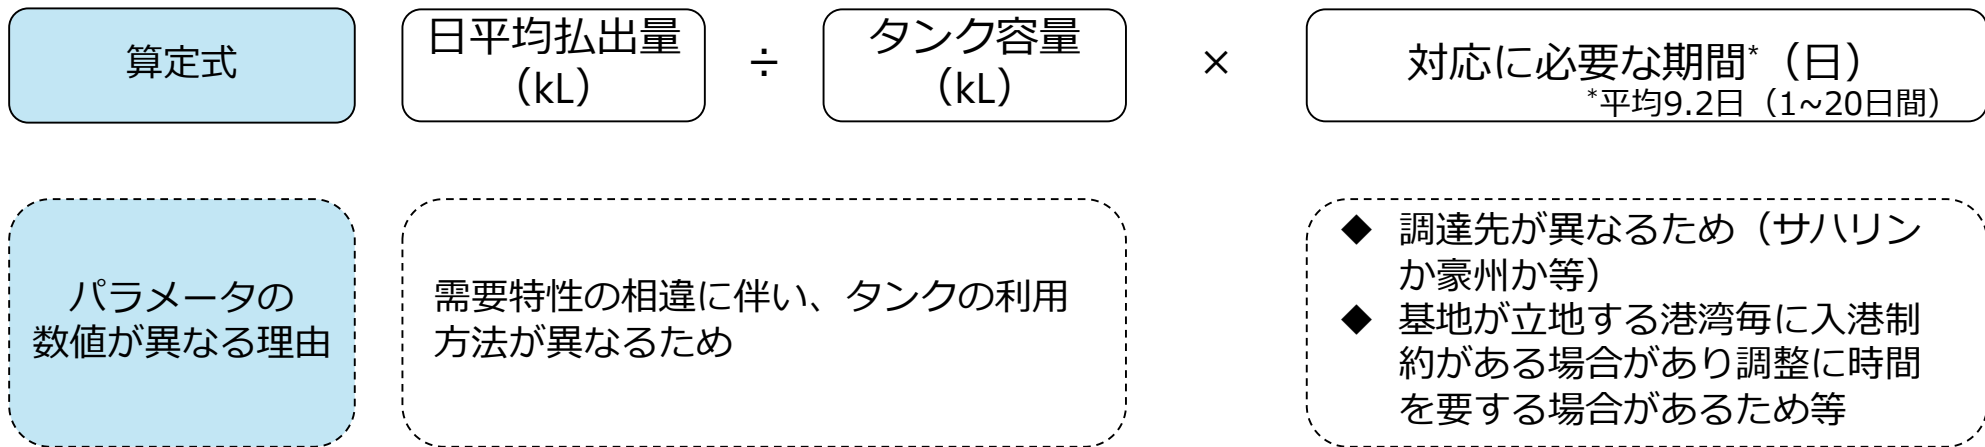 算定式
日平均払出量
（kL）
÷
タンク容量
（kL）
×
対応に必要な期間*（日）
*平均9.2日（1~20日間）
パラメータの
数値が異なる理由
需要特性の相違に伴い、タンクの利用
方法が異なるため
◆ 調達先が異なるため（サハリン
か豪州か等）
◆ 基地が立地する港湾毎に入港制
約がある場合があり調整に時間
を要する場合があるため等